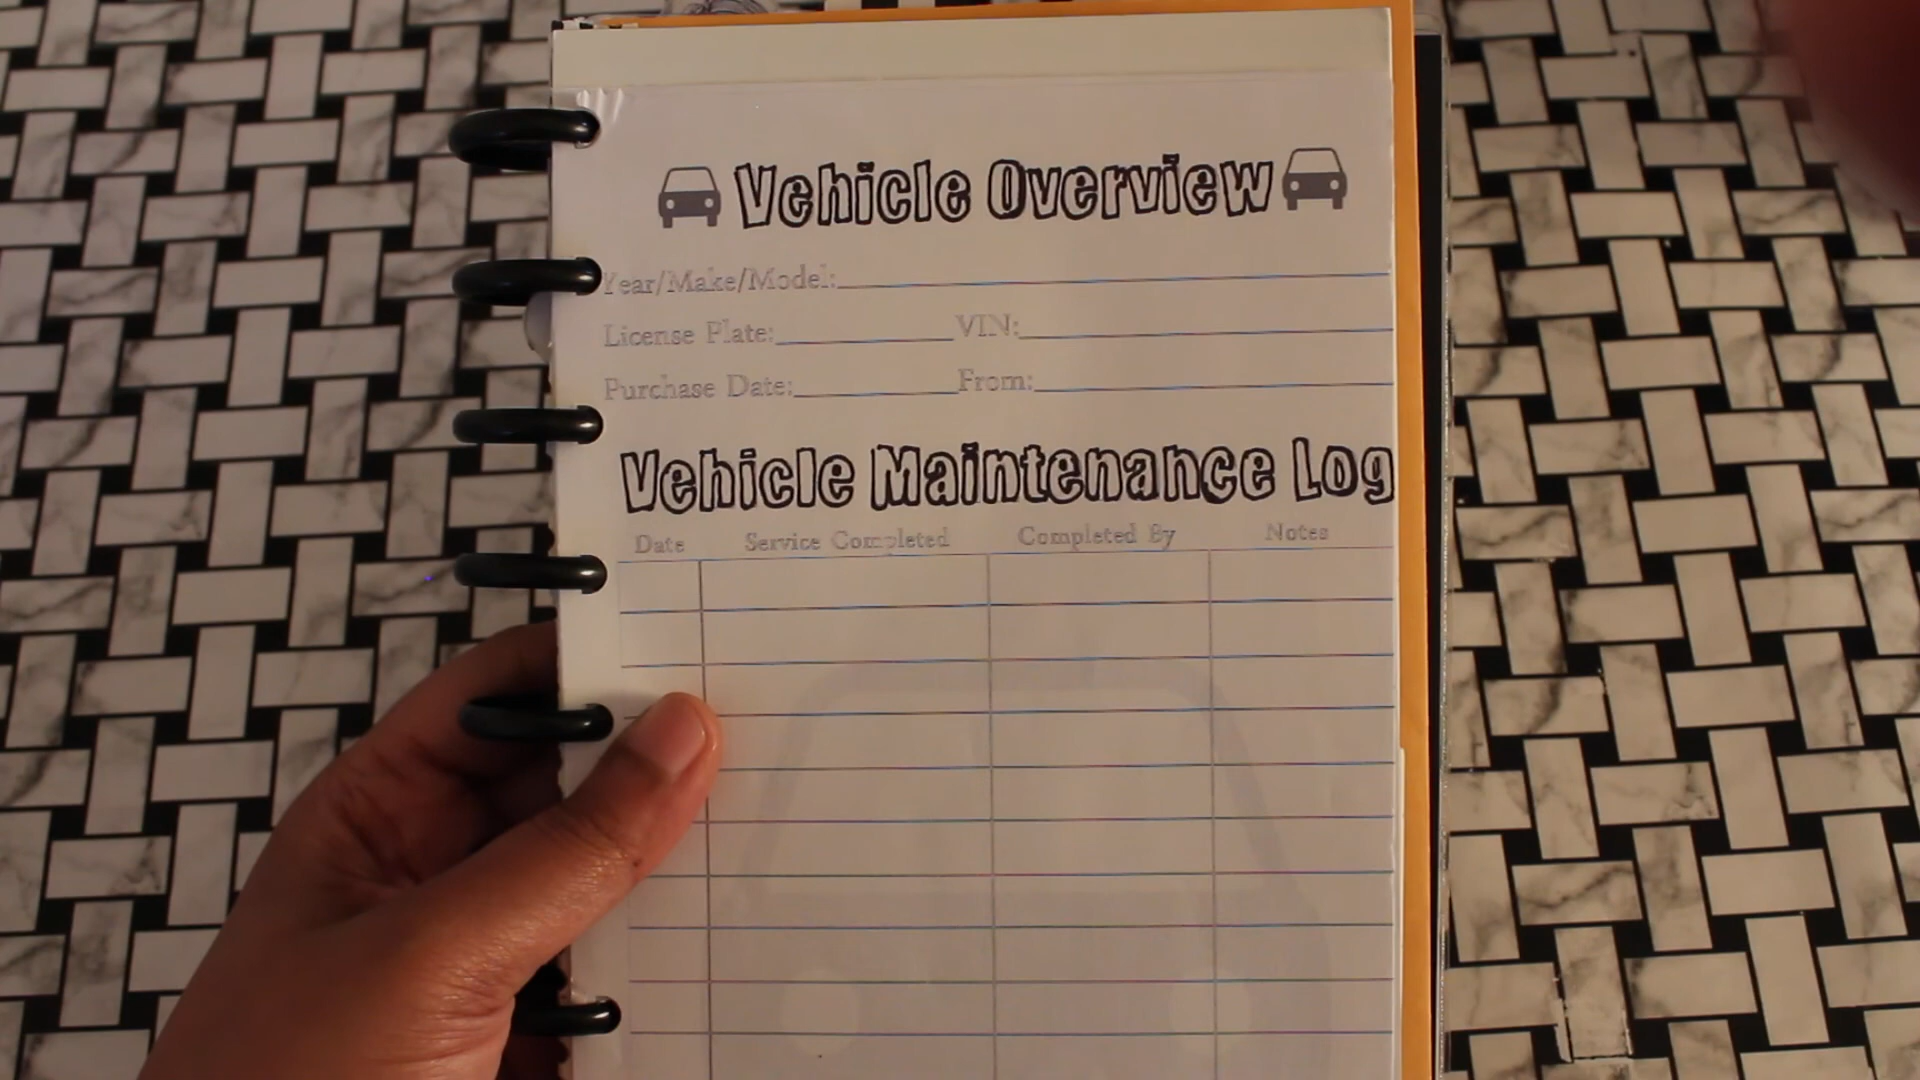 Vehicle Overview
Year/Make/Model:
License Plate: VIN:
Purchase Date: From:
Vehicle Maintenance Log
Date Service Completed Completed By Notes